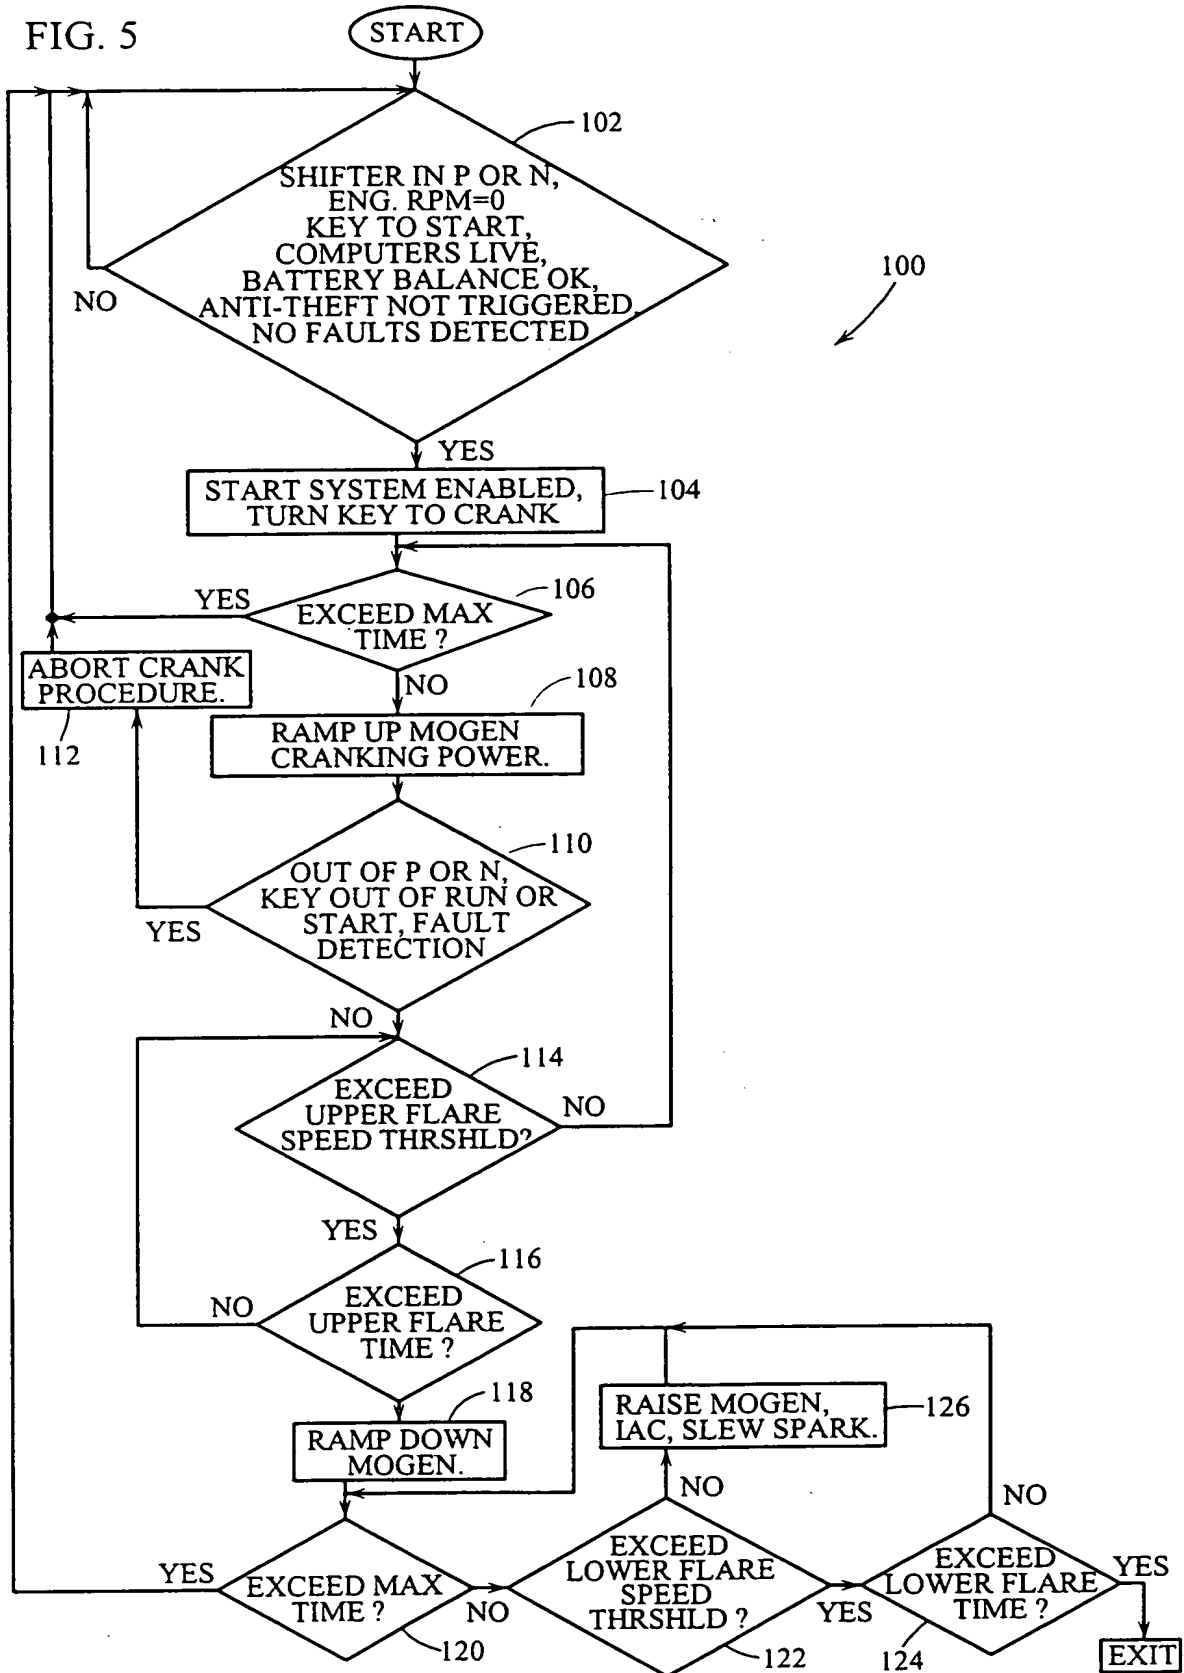 FIG. 5
START
102
SHIFTER IN P OR N,
ENG. RPM=0
KEY TO START,
COMPUTERS LIVE,
BATTERY BALANCE OK,
ANTI-THEFT NOT TRIGGERED,
NO FAULTS DETECTED
NO
100
YES
START SYSTEM ENABLED,
TURN KEY TO CRANK
104
YES
106
EXCEED MAX
TIME ?
ABORT CRANK
PROCEDURE.
112
NO
108
RAMP UP MOGEN
CRANKING POWER.
110
OUT OF P OR N,
KEY OUT OF RUN OR
START, FAULT
DETECTION
YES
NO
114
EXCEED
UPPER FLARE
SPEED THRSHLD?
NO
YES
116
EXCEED
UPPER FLARE
TIME ?
NO
118
RAMP DOWN
MOGEN.
RAISE MOGEN,
IAC, SLEW SPARK.
126
NO
NO
YES
EXCEED MAX
TIME ?
120
NO
EXCEED
LOWER FLARE
SPEED
THRSHLD ?
122
YES
EXCEED
LOWER FLARE
TIME ?
124
YES
EXIT